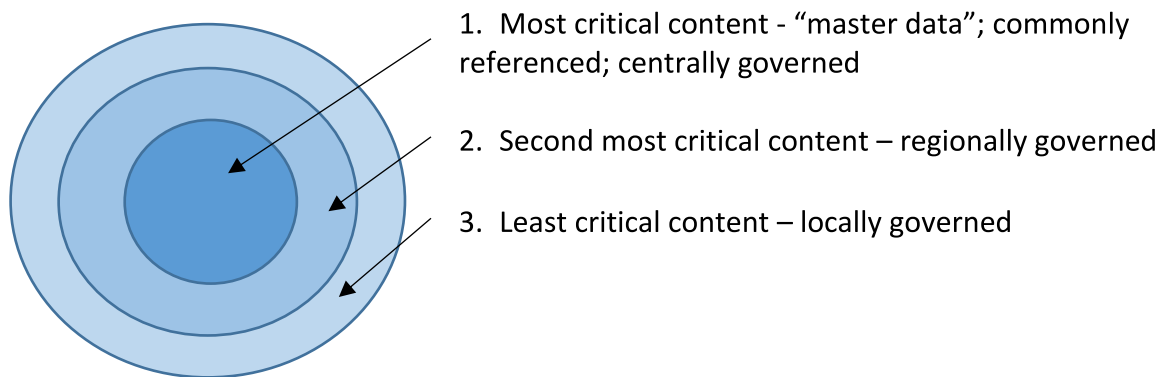 1. Most critical content - “master data”; commonly
referenced; centrally governed
2. Second most critical content – regionally governed
3. Least critical content – locally governed